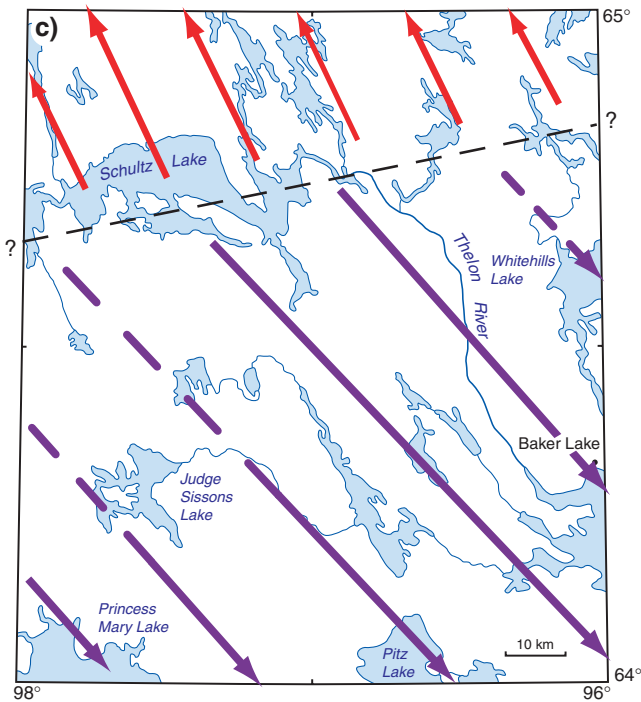 c)
65°
?
Schultz Lake
?
Thelon
River
Whitehills
Lake
Baker Lake
Judge
Sissons
Lake
Princess
Mary Lake
Pitz
Lake
10 km
64°
98°
96°